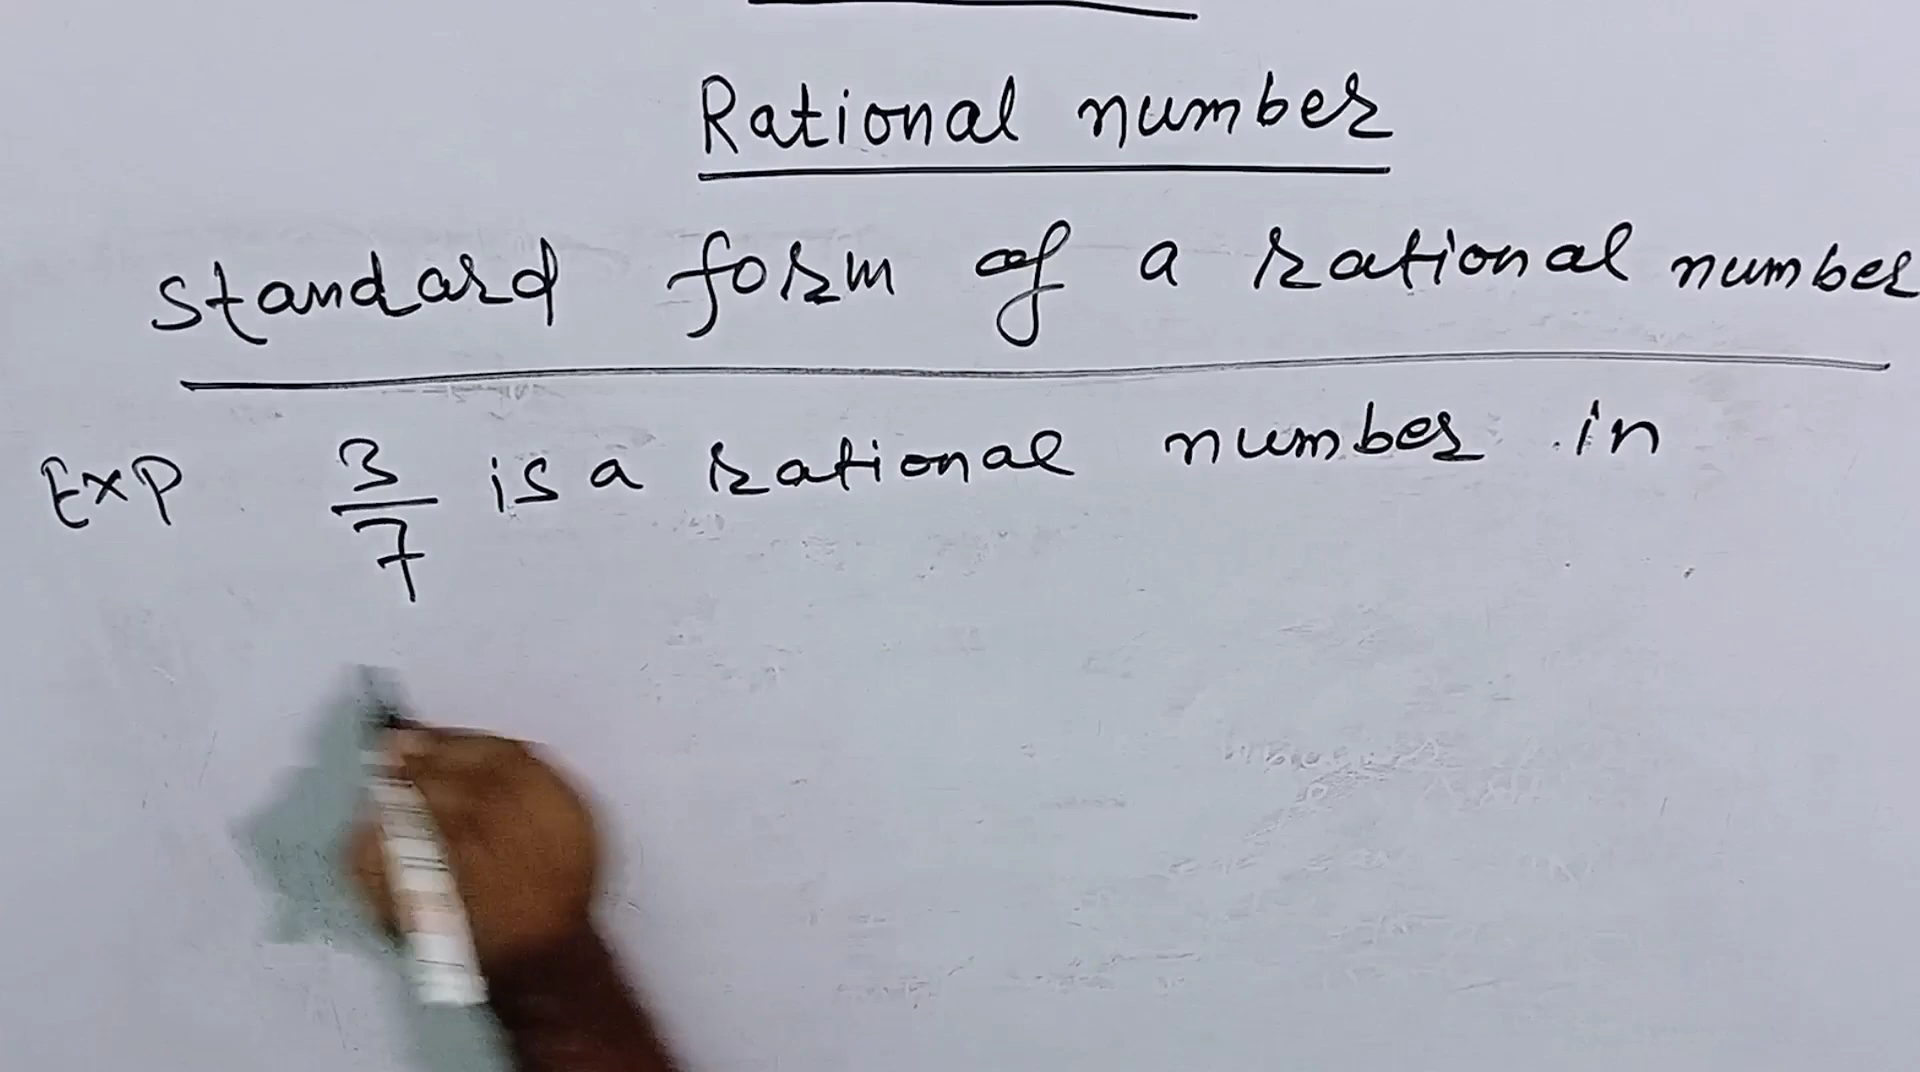 Rational number
standard form of a rational number
Exp 3/7 is a rational number in